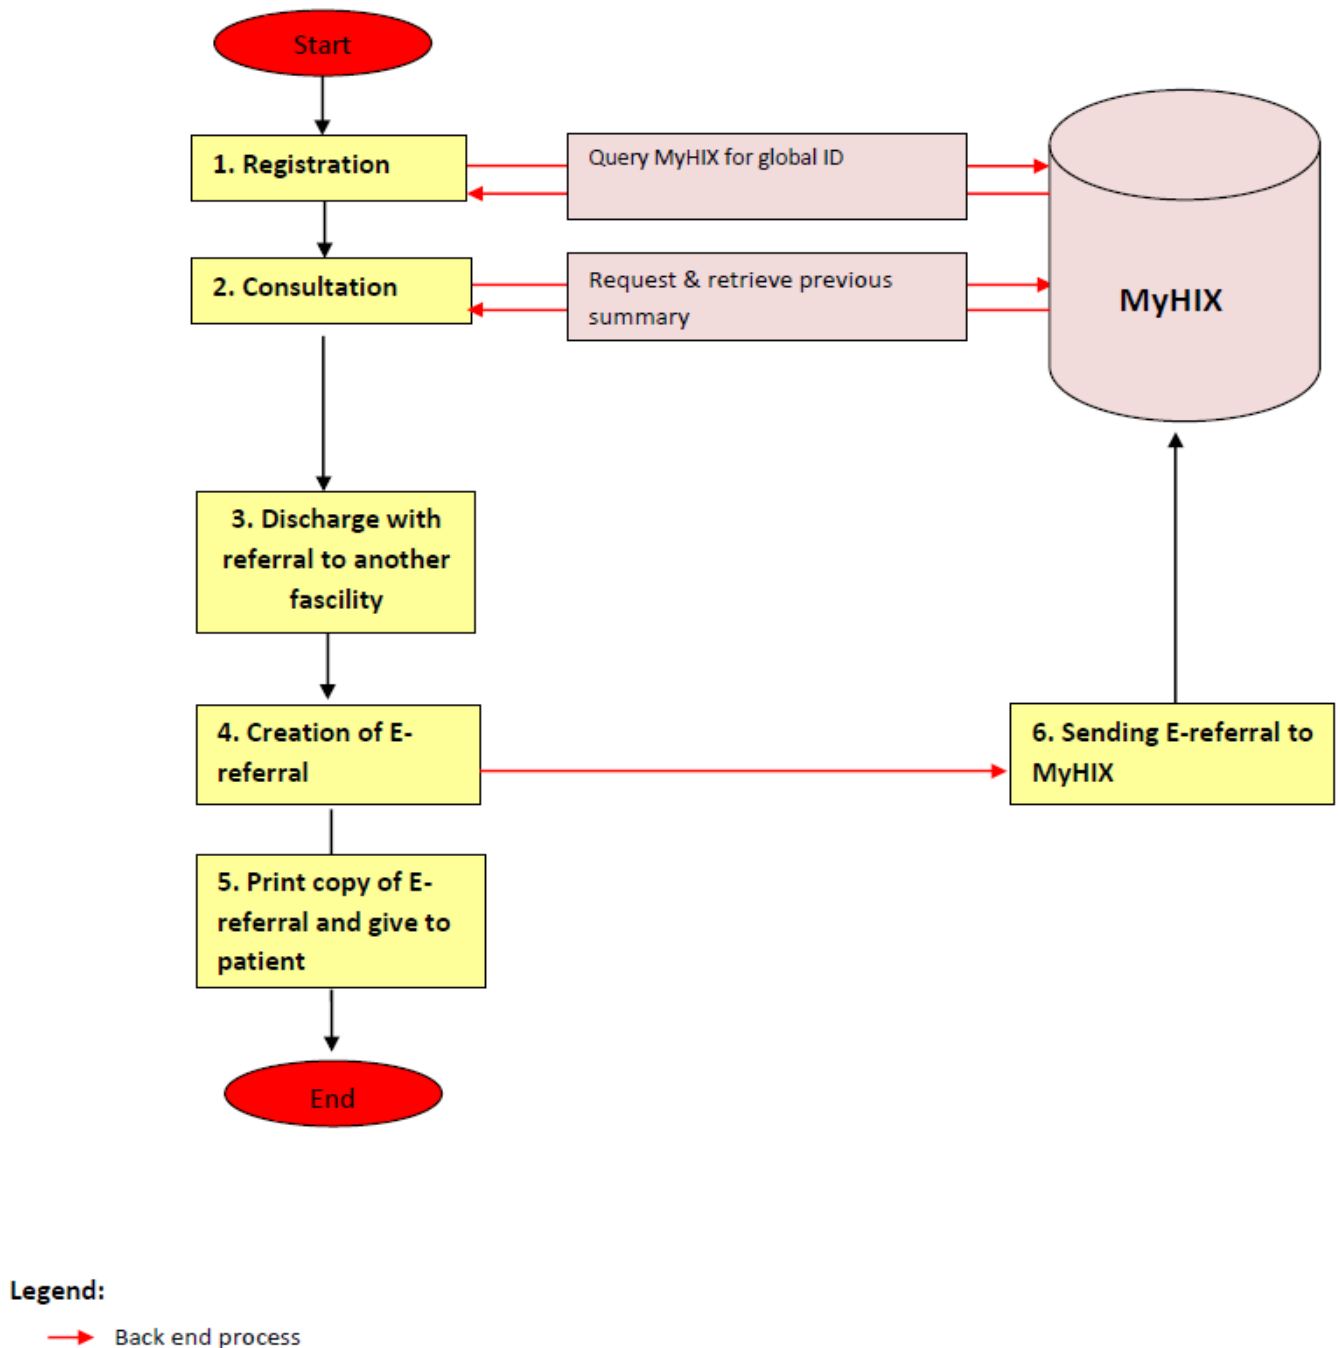 Start
1. Registration
Query MyHIX for global ID
2. Consultation
Request & retrieve previous
summary
MyHIX
3. Discharge with
referral to another
fascility
4. Creation of E-
referral
6. Sending E-referral to
MyHIX
5. Print copy of E-
referral and give to
patient
End
Legend:
Back end process